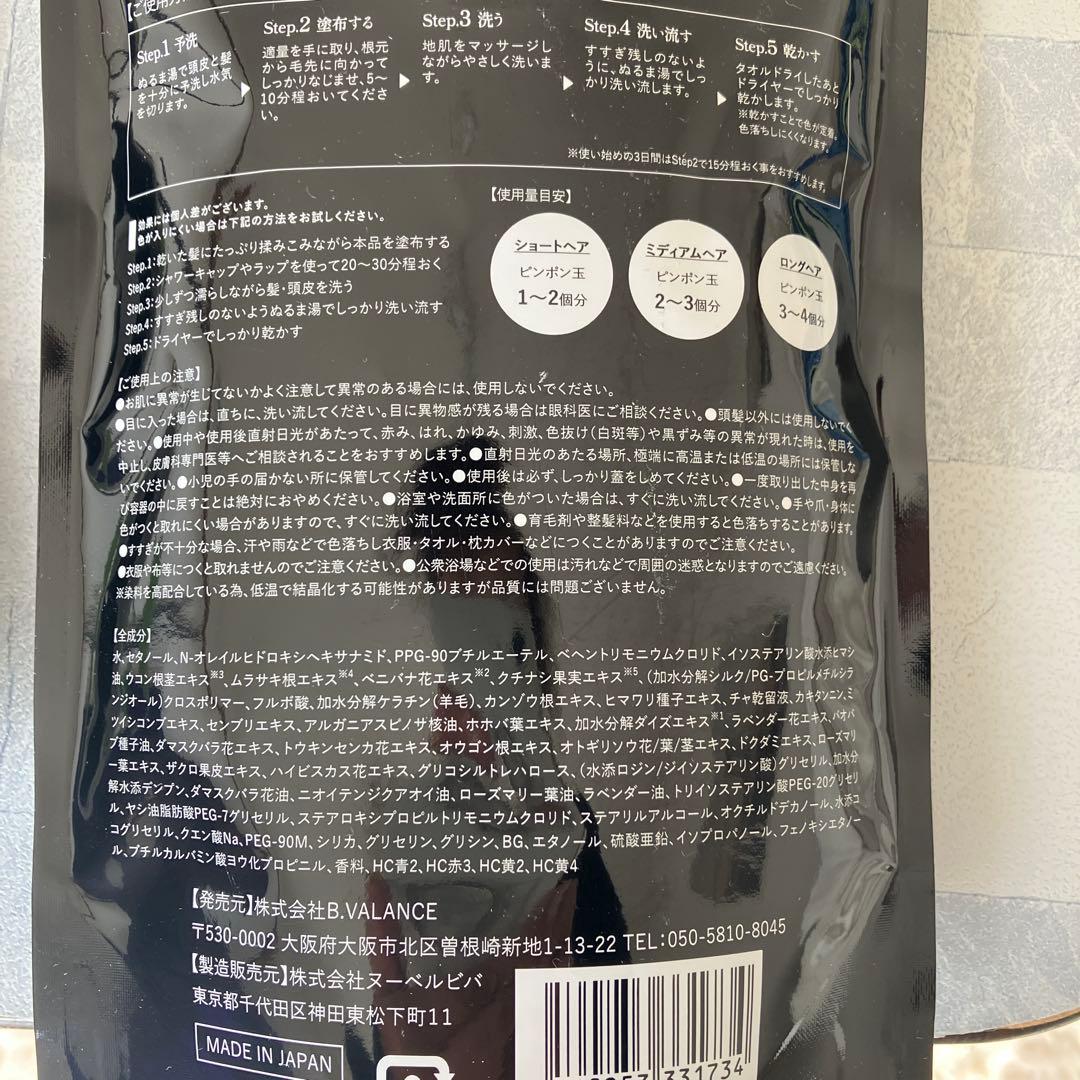 【ご使用方
Step.1 予洗
ぬるま湯で頭皮と髪
を十分に予洗し水気
を切ります。
Step.2 塗布する
適量を手に取り、根元
から毛先に向かって
しっかりなじませ、5〜
10分程おいてくださ
い。
Step.3 洗う
地肌をマッサージし
ながらやさしく洗いま
す。
Step.4 洗い流す
すすぎ残しのないよ
うに、ぬるま湯でしっ
かり洗い流します。
Step.5 乾かす
タオルドライしたあと
ドライヤーでしっかり
乾かします。
※乾かすことで色が定着、
色落ちしにくくなります。
※使い始めの3日間はStep2で15分程おく事をおすすめします。
効果には個人差がございます。
色が入りにくい場合は下記の方法をお試しください。
Step.1:乾いた髪にたっぷり揉みこみながら本品を塗布する
Step.2:シャワーキャップやラップを使って20〜30分程おく
Step.3:少しずつ濡らしながら髪・頭皮を洗う
Step.4:すすぎ残しのないようぬるま湯でしっかり洗い流す
Step.5:ドライヤーでしっかり乾かす
【使用量目安】
ショートヘア
ピンポン玉
1〜2個分
ミディアムヘア
ピンポン玉
2〜3個分
ロングヘア
ピンポン玉
3〜4個分
【ご使用上の注意】
●お肌に異常が生じてないかよく注意して異常のある場合には、使用しないでください。
●目に入った場合は、直ちに、洗い流してください。目に異物感が残る場合は眼科医にご相談ください。●頭髪以外には使用しないでく
ださい。●使用中や使用後直射日光があたって、赤み、はれ、かゆみ、刺激、色抜け(白斑等)や黒ずみ等の異常が現れた時は、使用を
中止し、皮膚科専門医等へご相談されることをおすすめします。●直射日光のあたる場所、極端に高温または低温の場所には保管しな
いでください。●小児の手の届かない所に保管してください。●使用後は必ず、しっかり蓋をしめてください。●一度取り出した中身を再
び容器の中に戻すことは絶対におやめください。●浴室や洗面所に色がついた場合は、すぐに洗い流してください。●手や爪・身体に
色がつくと取れにくい場合がありますので、すぐに洗い流してください。●育毛剤や整髪料などを使用すると色落ちすることがあります。
●すすぎが不十分な場合、汗や雨などで色落ちし衣服・タオル・枕カバーなどにつくことがありますのでご注意ください。
●衣服や布等につくと取れませんのでご注意ください。●公衆浴場などでの使用は汚れなどで周囲の迷惑となりますのでご遠慮ください。
※染料を高配合している為、低温で結晶化する可能性がありますが品質には問題ございません。
【全成分】
水、セタノール、N-オレイルヒドロキシヘキサナミド、PPG-90ブチルエーテル、ベヘントリモニウムクロリド、イソステアリン酸水添ヒマシ
油、ウコン根茎エキス※3、ムラサキ根エキス※4、ベニバナ花エキス※2、クチナシ果実エキス※5、(加水分解シルク/PG-プロピルメチルシラ
ンジオール)クロスポリマー、フルボ酸、加水分解ケラチン(羊毛)、カンゾウ根エキス、ヒマワリ種子エキス、チャ乾留液、カキタンニン、ミ
ツイシコンブエキス、センブリエキス、アルガニアスピノサ核油、ホホバ葉エキス、加水分解ダイズエキス※1、ラベンダー花エキス、バオバ
ブ種子油、ダマスクバラ花エキス、トウキンセンカ花エキス、オウゴン根エキス、オトギリソウ花/葉/茎エキス、ドクダミエキス、ローズマリ
ー葉エキス、ザクロ果皮エキス、ハイビスカス花エキス、グリコシルトレハロース、(水添ロジン/ジイソステアリン酸)グリセリル、加水分
解水添デンプン、ダマスクバラ花油、ニオイテンジクアオイ油、ローズマリー葉油、ラベンダー油、トリイソステアリン酸PEG-20グリセリ
ル、ヤシ油脂肪酸PEG-7グリセリル、ステアロキシプロピルトリモニウムクロリド、ステアリルアルコール、オクチルドデカノール、水添コ
コグリセリル、クエン酸Na、PEG-90M、シリカ、グリセリン、グリシン、BG、エタノール、硫酸亜鉛、イソプロパノール、フェノキシエタノー
ル、ブチルカルバミン酸ヨウ化プロピニル、香料、HC青2、HC赤3、HC黄2、HC黄4
【発売元】株式会社B.VALANCE
〒530-0002 大阪府大阪市北区曽根崎新地1-13-22 TEL:050-5810-8045
【製造販売元】株式会社ヌーベルビバ
東京都千代田区神田東松下町11
MADE IN JAPAN
331734